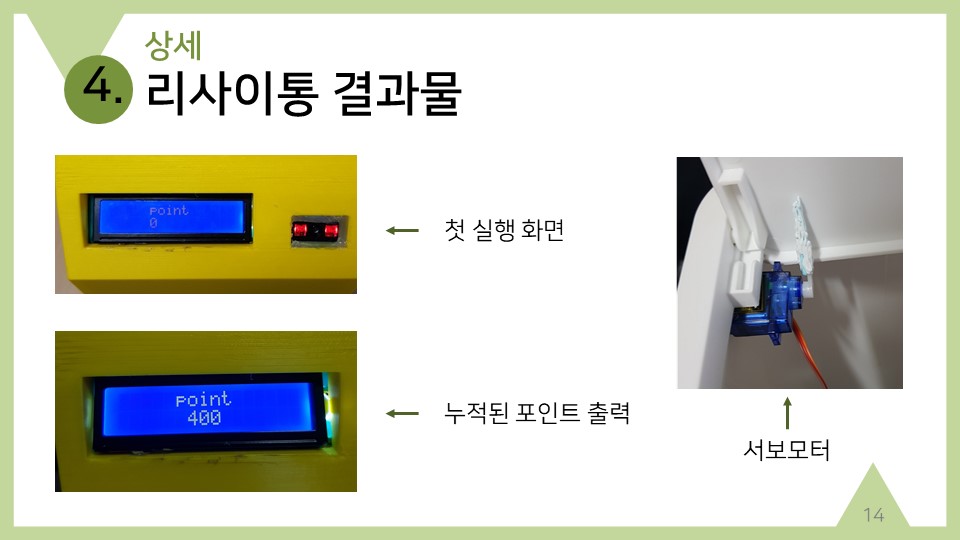 상세
4. 리사이통 결과물
point
0
첫 실행 화면
point
400
누적된 포인트 출력
서보모터
14